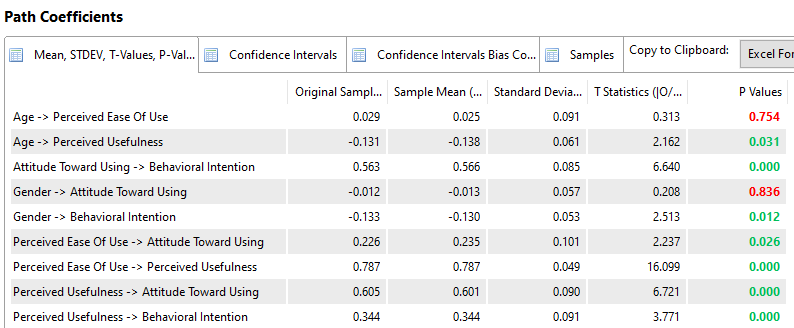 Path Coefficients
Mean, STDEV, T-Values, P-Val... Confidence Intervals Confidence Intervals Bias Co... Samples Copy to Clipboard: Excel For
Original Sampl... Sample Mean (... Standard Devia... T Statistics (|O/... P Values
Age -> Perceived Ease Of Use 0.029 0.025 0.091 0.313 0.754
Age -> Perceived Usefulness -0.131 -0.138 0.061 2.162 0.031
Attitude Toward Using -> Behavioral Intention 0.563 0.566 0.085 6.640 0.000
Gender -> Attitude Toward Using -0.012 -0.013 0.057 0.208 0.836
Gender -> Behavioral Intention -0.133 -0.130 0.053 2.513 0.012
Perceived Ease Of Use -> Attitude Toward Using 0.226 0.235 0.101 2.237 0.026
Perceived Ease Of Use -> Perceived Usefulness 0.787 0.787 0.049 16.099 0.000
Perceived Usefulness -> Attitude Toward Using 0.605 0.601 0.090 6.721 0.000
Perceived Usefulness -> Behavioral Intention 0.344 0.344 0.091 3.771 0.000